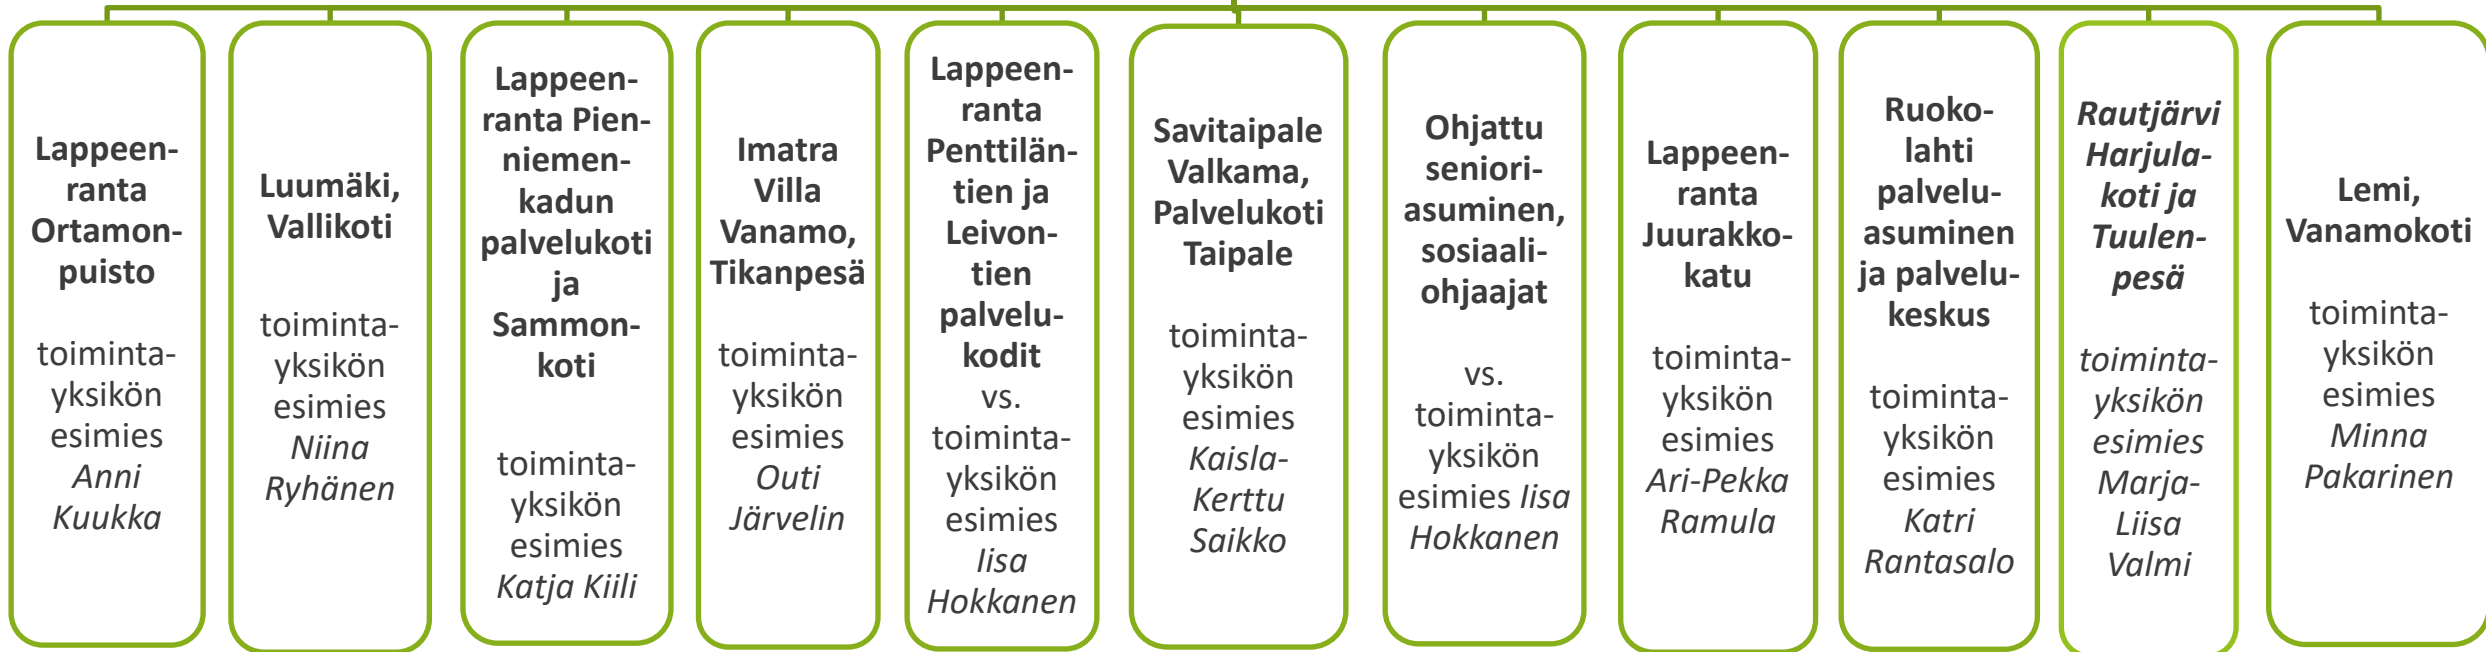 Lappeen-
ranta
Ortamon-
puisto
toiminta-
yksikön
esimies
Anni
Kuukka
Luumäki,
Vallikoti
toiminta-
yksikön
esimies
Niina
Ryhänen
Lappeen-
ranta Pien-
niemen-
kadun
palvelukoti
ja
Sammon-
koti
toiminta-
yksikön
esimies
Katja Kiili
Imatra
Villa
Vanamo,
Tikanpesä
toiminta-
yksikön
esimies
Outi
Järvelin
Lappeen-
ranta
Penttilän-
tien ja
Leivon-
tien
palvelu-
kodit
vs.
toiminta-
yksikön
esimies
Iisa
Hokkanen
Savitaipale
Valkama,
Palvelukoti
Taipale
toiminta-
yksikön
esimies
Kaisla-
Kerttu
Saikko
Ohjattu
seniori-
asuminen,
sosiaali-
ohjaajat
vs.
toiminta-
yksikön
esimies Iisa
Hokkanen
Lappeen-
ranta
Juurakko-
katu
toiminta-
yksikön
esimies
Ari-Pekka
Ramula
Ruoko-
lahti
palvelu-
asuminen
ja palvelu-
keskus
toiminta-
yksikön
esimies
Katri
Rantasalo
Rautjärvi
Harjula-
koti ja
Tuulen-
pesä
toiminta-
yksikön
esimies
Marja-
Liisa
Valmi
Lemi,
Vanamokoti
toiminta-
yksikön
esimies
Minna
Pakarinen